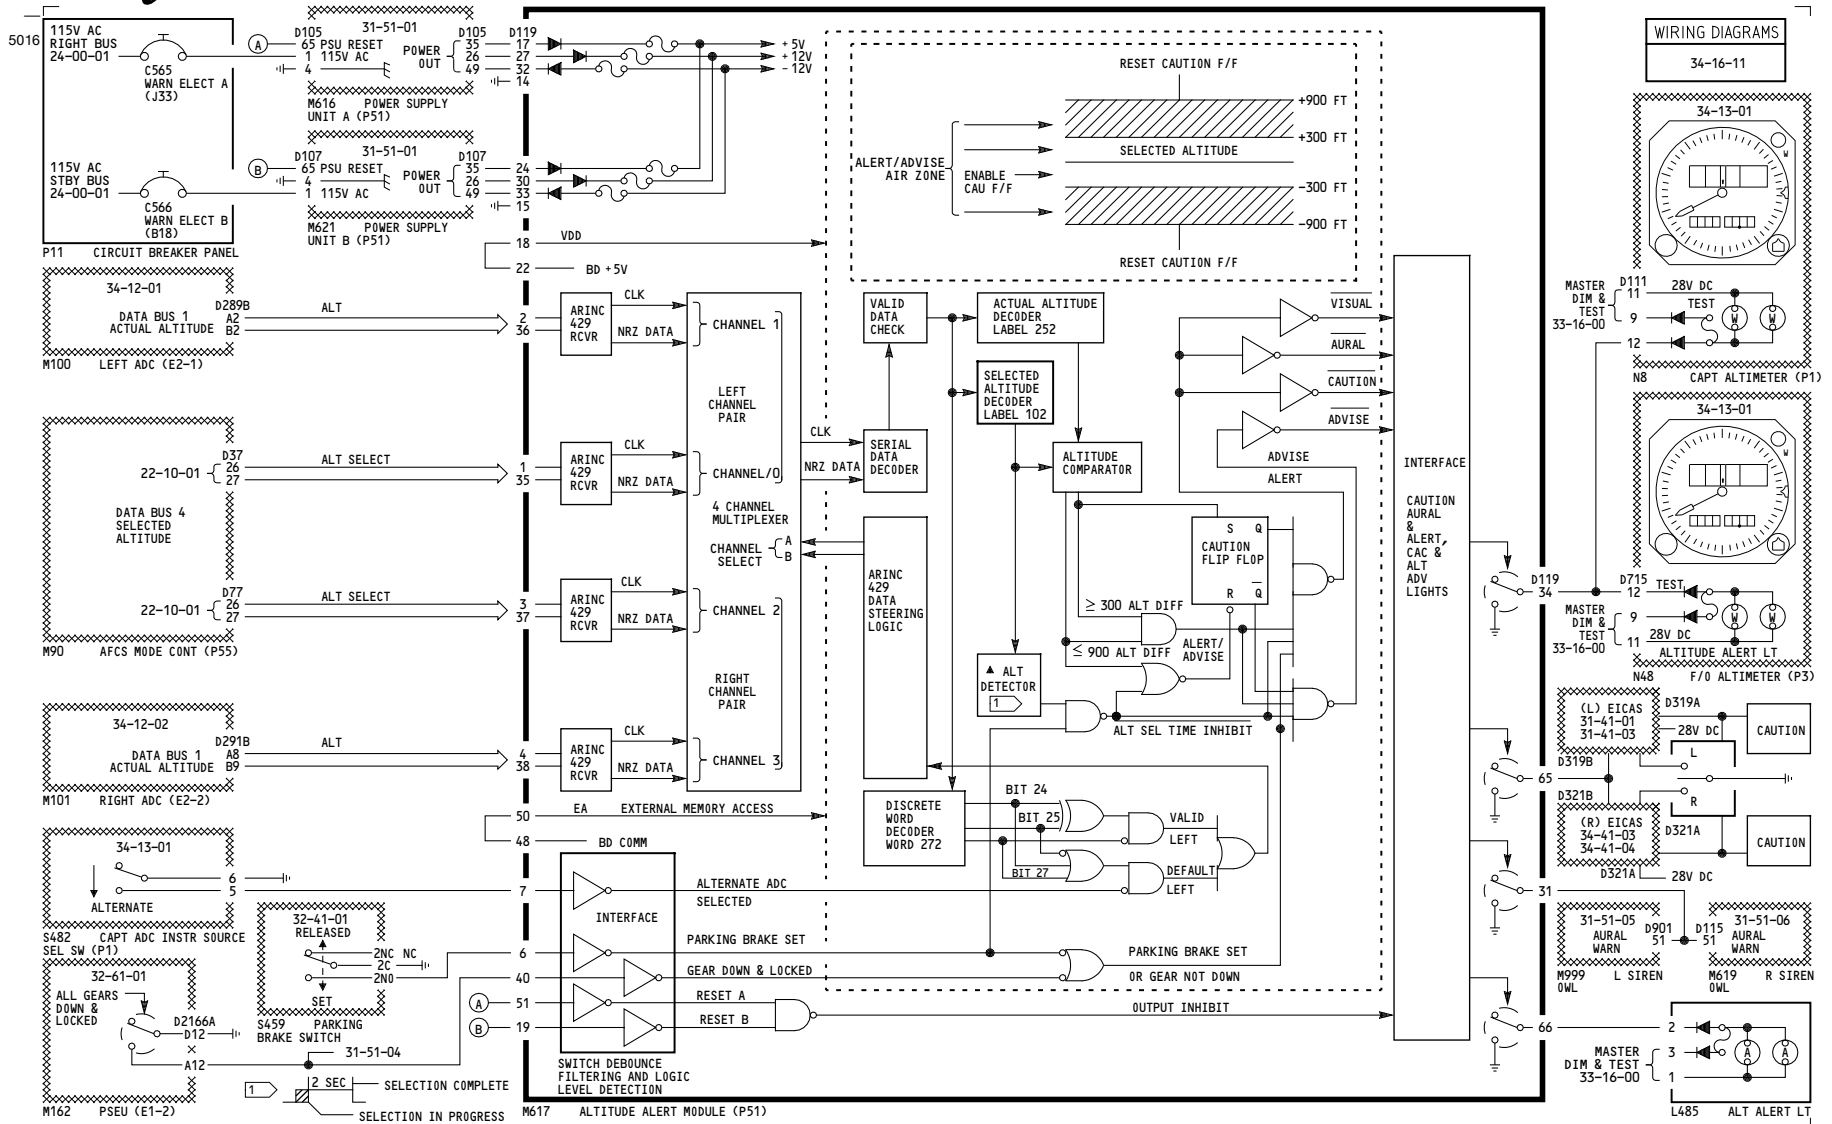 5016
115V AC
RIGHT BUS
24-00-01
C565
WARN ELECT A
(J33)
115V AC
STBY BUS
24-00-01
C566
WARN ELECT B
(B18)
P11 CIRCUIT BREAKER PANEL
A
31-51-01
D105
65 PSU RESET
1 115V AC
4
POWER
OUT
D105
35
26
49
M616 POWER SUPPLY
UNIT A (P51)
B
31-51-01
D107
65 PSU RESET
4
1 115V AC
POWER
OUT
D107
35
26
49
M621 POWER SUPPLY
UNIT B (P51)
D119
17
27
32
14
24
30
33
15
+5V
+12V
-12V
18 VDD
22 BD +5V
34-12-01
DATA BUS 1
ACTUAL ALTITUDE
D289B
A2
B2
M100 LEFT ADC (E2-1)
ALT
2
36
ARINC
429
RCVR
CLK
NRZ DATA
CHANNEL 1
22-10-01
D37
26
27
DATA BUS 4
SELECTED
ALTITUDE
22-10-01
D77
26
27
M90 AFCS MODE CONT (P55)
ALT SELECT
1
35
ARINC
429
RCVR
CLK
NRZ DATA
CHANNEL/0
LEFT
CHANNEL
PAIR
4 CHANNEL
MULTIPLEXER
CHANNEL
SELECT
A
B
ALT SELECT
3
37
ARINC
429
RCVR
CLK
NRZ DATA
CHANNEL 2
RIGHT
CHANNEL
PAIR
34-12-02
DATA BUS 1
ACTUAL ALTITUDE
D291B
A8
B9
M101 RIGHT ADC (E2-2)
ALT
4
38
ARINC
429
RCVR
CLK
NRZ DATA
CHANNEL 3
50 EA EXTERNAL MEMORY ACCESS
48 BD COMM
34-13-01
6
5
ALTERNATE
S482 CAPT ADC INSTR SOURCE
SEL SW (P1)
32-41-01
RELEASED
2NC NC
2C
2NO
SET
S459 PARKING
BRAKE SWITCH
32-61-01
ALL GEARS
DOWN &
LOCKED
D2166A
D12
A12
M162 PSEU (E1-2)
31-51-04
1
2 SEC
SELECTION COMPLETE
SELECTION IN PROGRESS
7
6
40
A 51
B 19
INTERFACE
SWITCH DEBOUNCE
FILTERING AND LOGIC
LEVEL DETECTION
M617 ALTITUDE ALERT MODULE (P51)
ALTERNATE ADC
SELECTED
PARKING BRAKE SET
GEAR DOWN & LOCKED
RESET A
RESET B
CLK
NRZ DATA
SERIAL
DATA
DECODER
VALID
DATA
CHECK
ACTUAL ALTITUDE
DECODER
LABEL 252
SELECTED
ALTITUDE
DECODER
LABEL 102
ALTITUDE
COMPARATOR
ARINC
429
DATA
STEERING
LOGIC
DISCRETE
WORD
DECODER
WORD 272
ALERT/ADVISE
AIR ZONE
ENABLE
CAU F/F
RESET CAUTION F/F
+900 FT
+300 FT
SELECTED ALTITUDE
-300 FT
-900 FT
RESET CAUTION F/F
VISUAL
AURAL
CAUTION
ADVISE
ADVISE
ALERT
S Q
CAUTION
FLIP FLOP
R Q
≥ 300 ALT DIFF
≤ 900 ALT DIFF
ALERT/
ADVISE
▲ ALT
DETECTOR
1
ALT SEL TIME INHIBIT
BIT 24
BIT 25
BIT 27
VALID
LEFT
DEFAULT
LEFT
PARKING BRAKE SET
OR GEAR NOT DOWN
OUTPUT INHIBIT
INTERFACE
CAUTION
AURAL
&
ALERT,
CAC &
ALT
ADV
LIGHTS
D119
34
65
31
66
WIRING DIAGRAMS
34-16-11
34-13-01
W
MASTER
DIM &
TEST
33-16-00
D111
11 28V DC
9 TEST
12
W W
N8 CAPT ALTIMETER (P1)
34-13-01
W
D715
12 TEST
9
11 28V DC
MASTER
DIM &
TEST
33-16-00
W W
ALTITUDE ALERT LT
N48 F/O ALTIMETER (P3)
(L) EICAS
31-41-01
31-41-03
D319A
28V DC
CAUTION
D319B
L
R
D321B
(R) EICAS
34-41-03
34-41-04
D321A
CAUTION
D321A
28V DC
31-51-05
AURAL
WARN
D901
51
M999 L SIREN
OWL
D115
51
31-51-06
AURAL
WARN
M619 R SIREN
OWL
2
3
1
MASTER
DIM & TEST
33-16-00
A A
L485 ALT ALERT LT